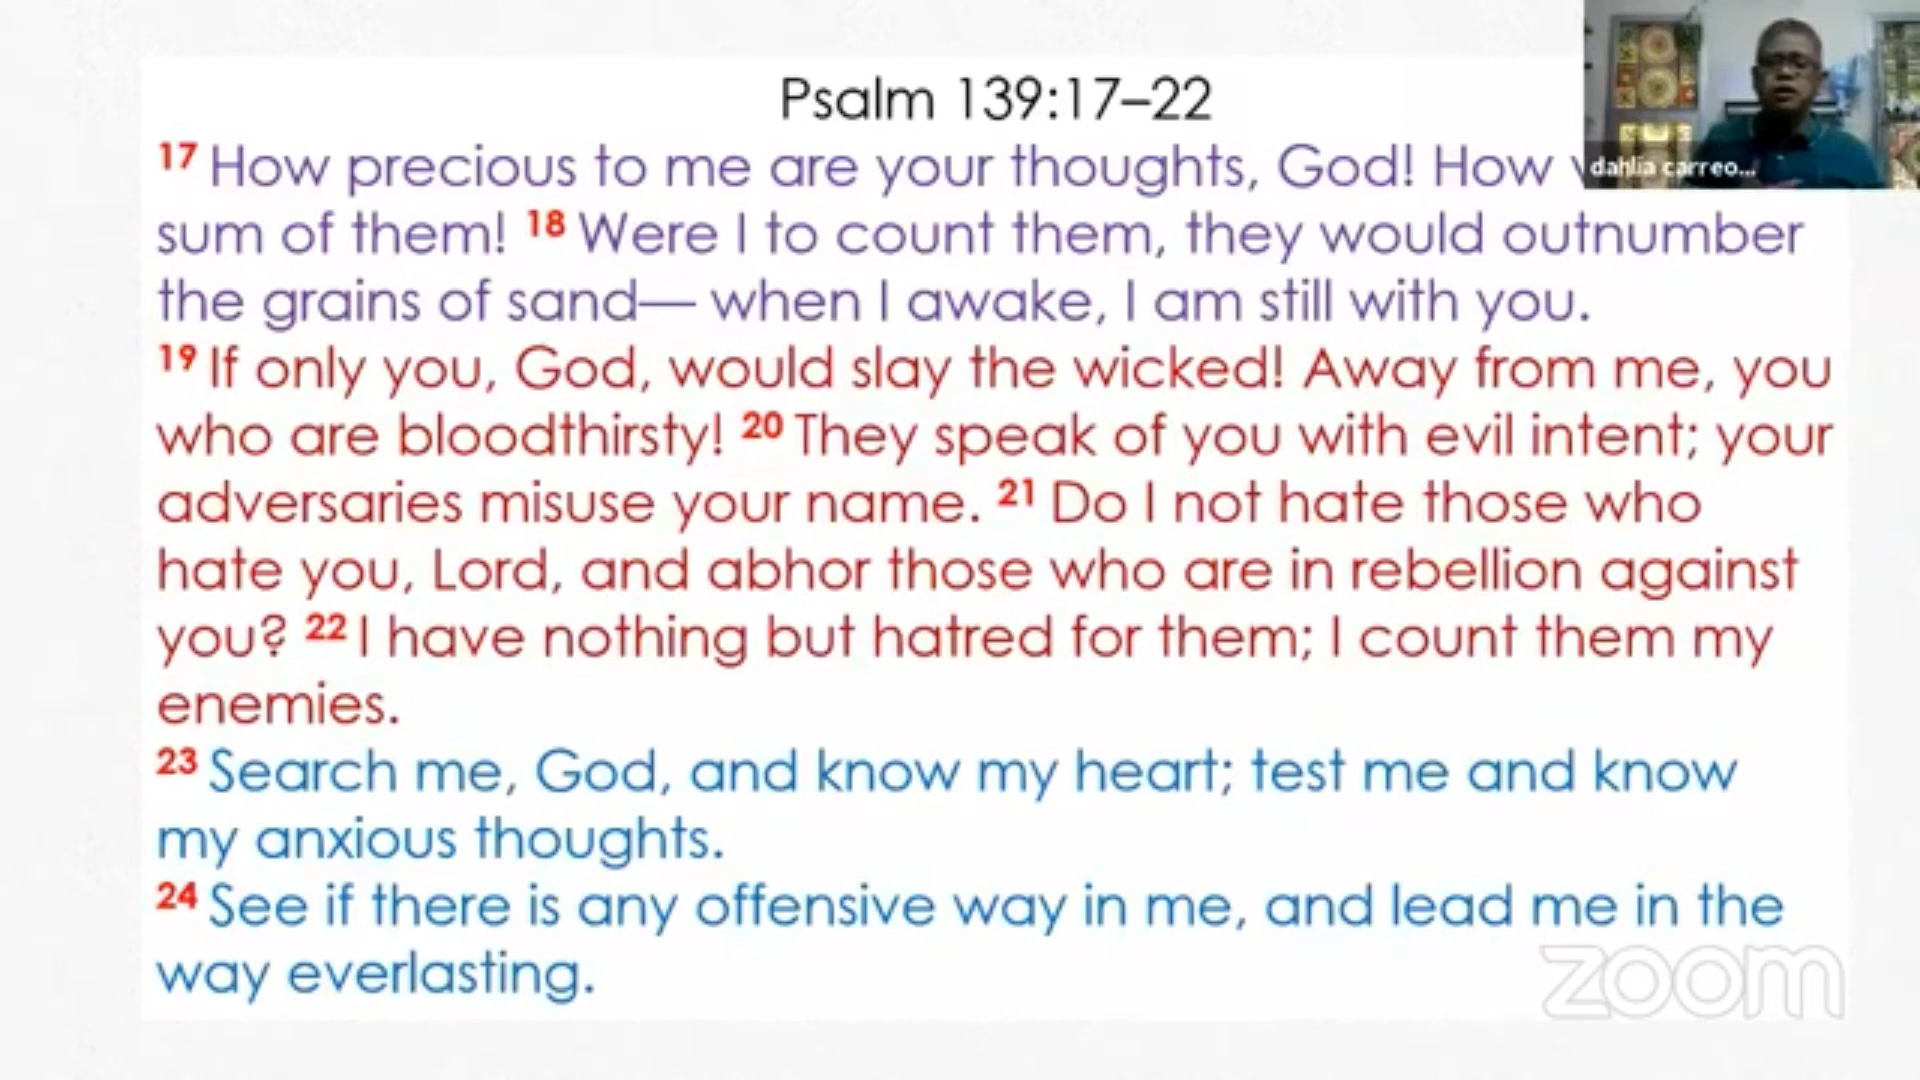 Psalm 139:17–22
17 How precious to me are your thoughts, God! How
sum of them! 18 Were I to count them, they would outnumber
the grains of sand— when I awake, I am still with you.
19 If only you, God, would slay the wicked! Away from me, you
who are bloodthirsty! 20 They speak of you with evil intent; your
adversaries misuse your name. 21 Do I not hate those who
hate you, Lord, and abhor those who are in rebellion against
you? 22 I have nothing but hatred for them; I count them my
enemies.
23 Search me, God, and know my heart; test me and know
my anxious thoughts.
24 See if there is any offensive way in me, and lead me in the
way everlasting.
dahlia carreo...
zoom